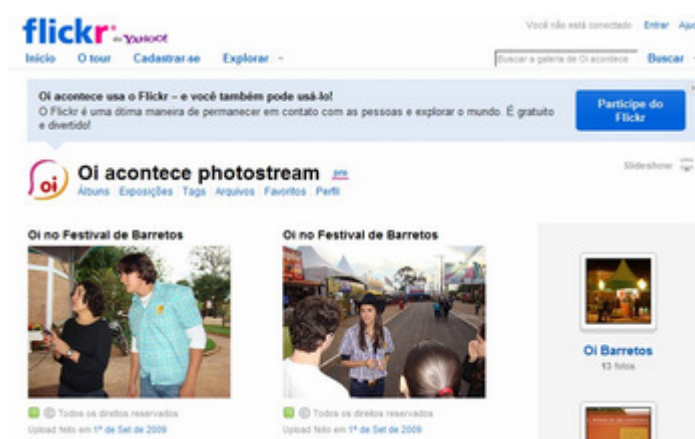 flickr from YAHOO!
Você não está conectado Entrar Aju
Início O tour Cadastrar-se Explorar
Buscar a galeria de Oi acontece Buscar
Oi acontece usa o Flickr – e você também pode usá-lo!
O Flickr é uma ótima maneira de permanecer em contato com as pessoas e explorar o mundo. É gratuito
e divertido!
Participe do
Flickr
oi
Oi acontece photostream pro
Slideshow
Álbuns Exposições Tags Arquivos Favoritos Perfil
Oi no Festival de Barretos
Oi no Festival de Barretos
Oi Barretos
13 fotos
© Todos os direitos reservados
Upload feito em 1º de Set de 2009
© Todos os direitos reservados
Upload feito em 1º de Set de 2009